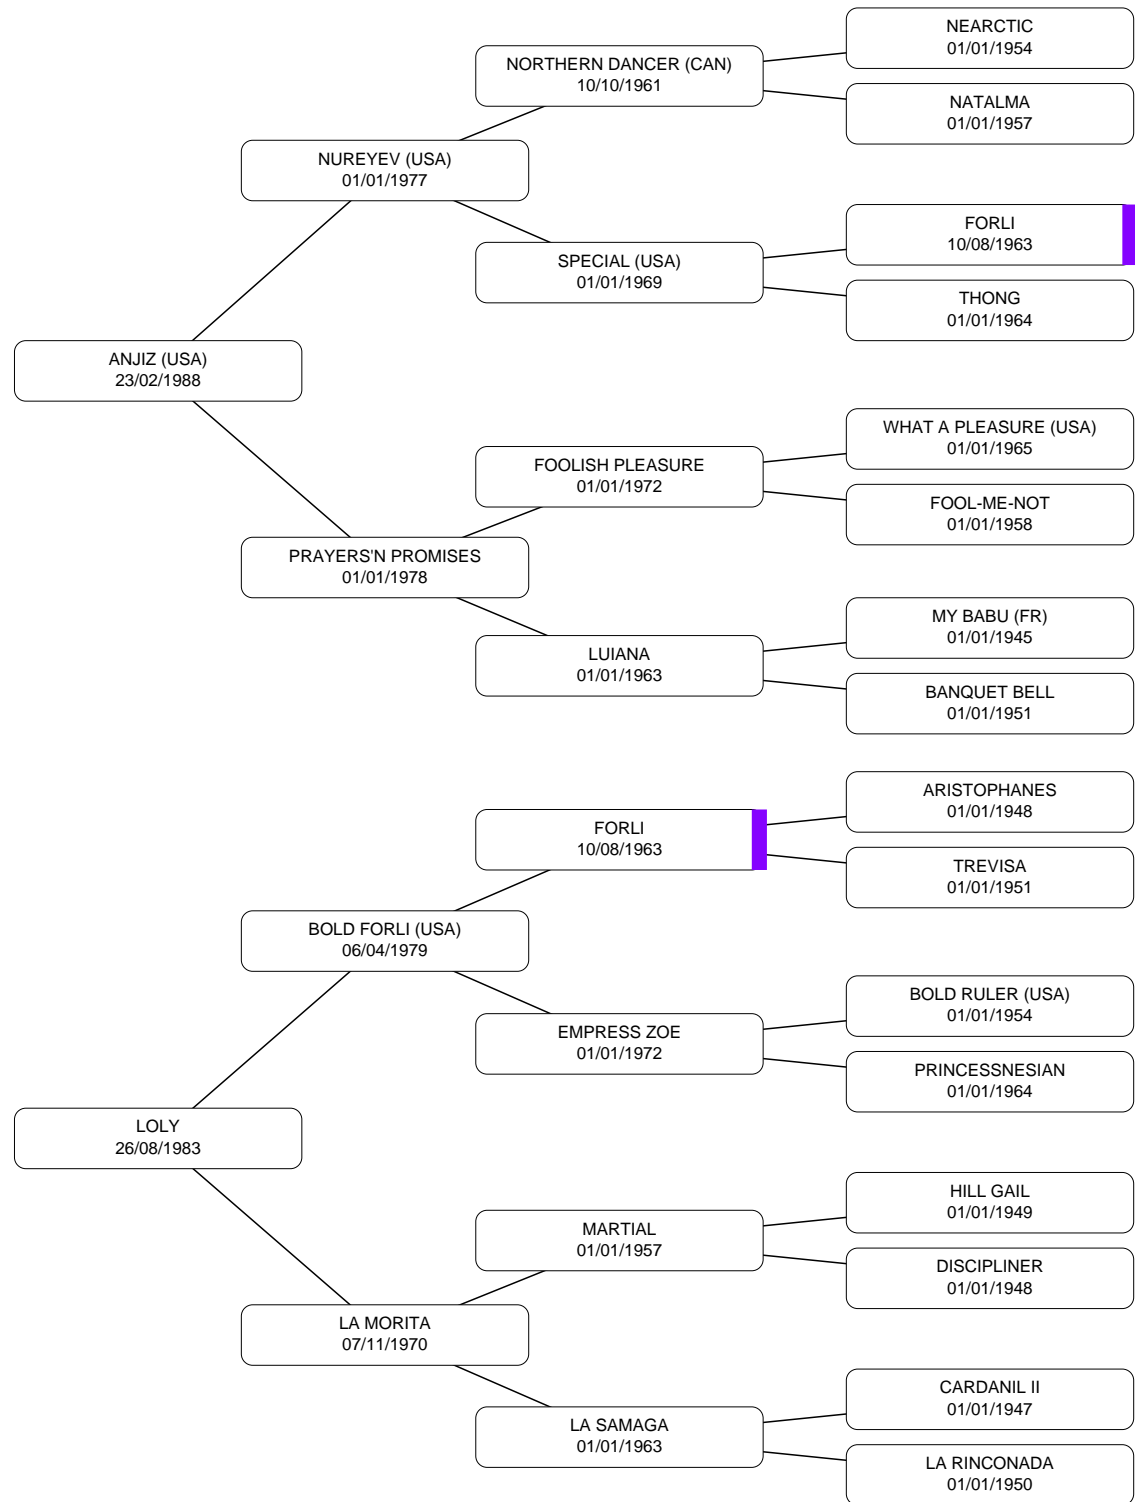 NEARCTIC
01/01/1954
NORTHERN DANCER (CAN)
10/10/1961
NATALMA
01/01/1957
NUREYEV (USA)
01/01/1977
FORLI
10/08/1963
SPECIAL (USA)
01/01/1969
THONG
01/01/1964
ANJIZ (USA)
23/02/1988
WHAT A PLEASURE (USA)
01/01/1965
FOOLISH PLEASURE
01/01/1972
FOOL-ME-NOT
01/01/1958
PRAYERS'N PROMISES
01/01/1978
MY BABU (FR)
01/01/1945
LUIANA
01/01/1963
BANQUET BELL
01/01/1951
ARISTOPHANES
01/01/1948
FORLI
10/08/1963
TREVISA
01/01/1951
BOLD FORLI (USA)
06/04/1979
BOLD RULER (USA)
01/01/1954
EMPRESS ZOE
01/01/1972
PRINCESSNESIAN
01/01/1964
LOLY
26/08/1983
HILL GAIL
01/01/1949
MARTIAL
01/01/1957
DISCIPLINER
01/01/1948
LA MORITA
07/11/1970
CARDANIL II
01/01/1947
LA SAMAGA
01/01/1963
LA RINCONADA
01/01/1950